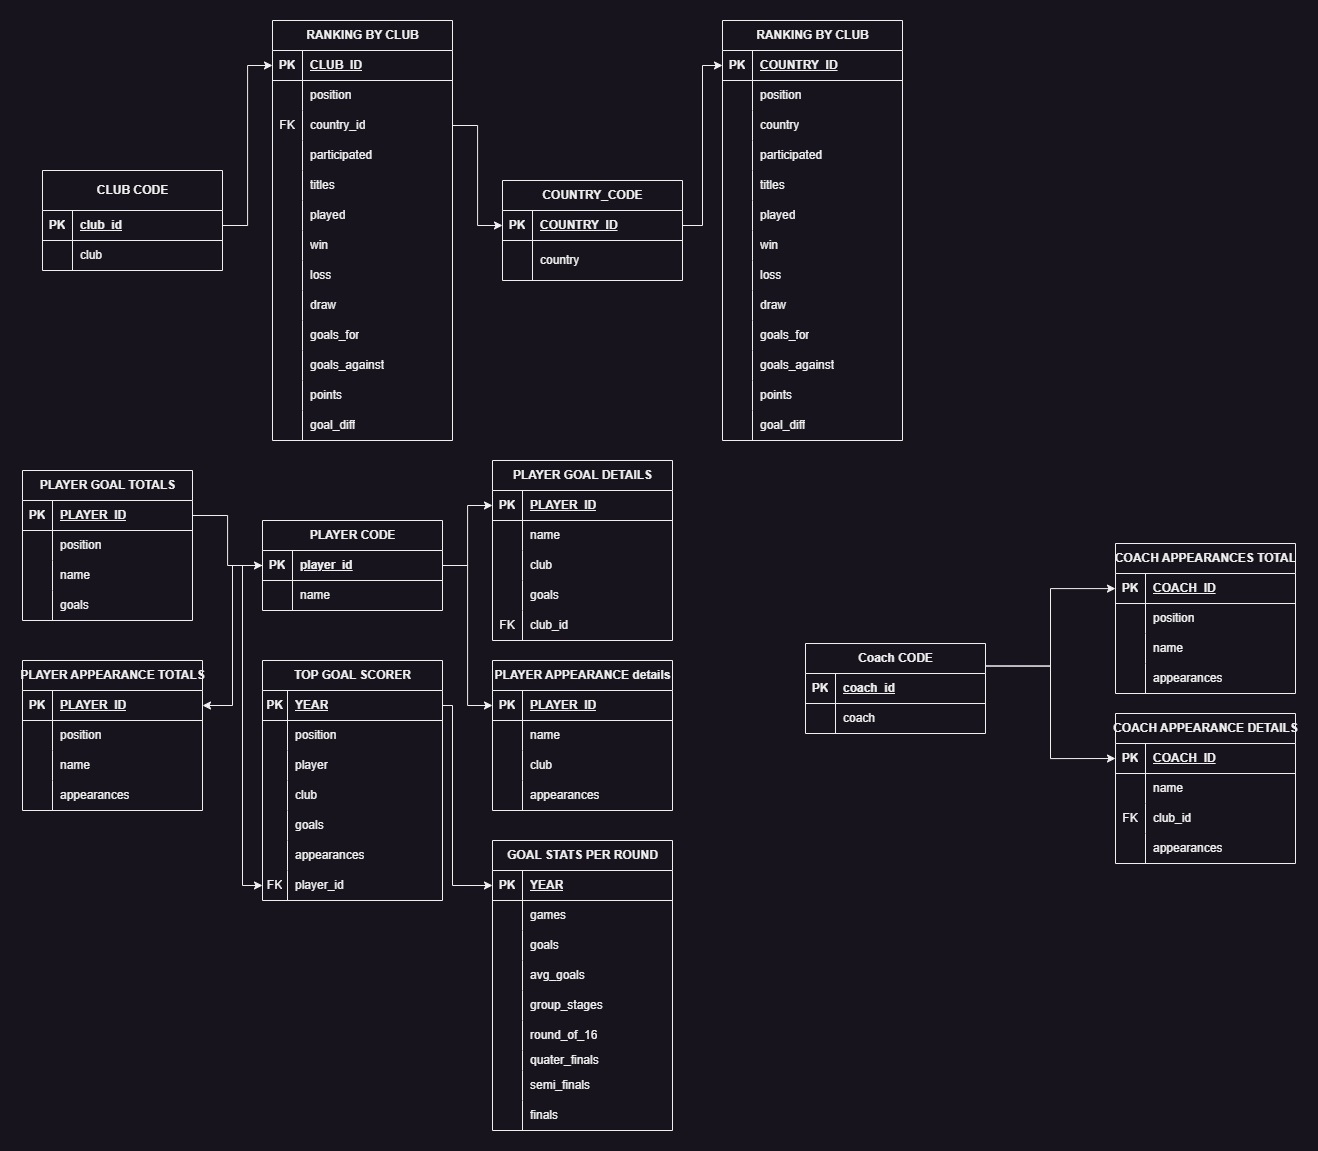 RANKING BY CLUB
PK CLUB_ID
position
FK country_id
participated
titles
played
win
loss
draw
goals_for
goals_against
points
goal_diff
RANKING BY CLUB
PK COUNTRY_ID
position
country
participated
titles
played
win
loss
draw
goals_for
goals_against
points
goal_diff
CLUB CODE
PK club_id
club
COUNTRY_CODE
PK COUNTRY_ID
country
PLAYER GOAL TOTALS
PK PLAYER_ID
position
name
goals
PLAYER CODE
PK player_id
name
PLAYER GOAL DETAILS
PK PLAYER_ID
name
club
goals
FK club_id
PLAYER APPEARANCE TOTALS
PK PLAYER_ID
position
name
appearances
TOP GOAL SCORER
PK YEAR
position
player
club
goals
appearances
FK player_id
PLAYER APPEARANCE details
PK PLAYER_ID
name
club
appearances
GOAL STATS PER ROUND
PK YEAR
games
goals
avg_goals
group_stages
round_of_16
quater_finals
semi_finals
finals
Coach CODE
PK coach_id
coach
COACH APPEARANCES TOTAL
PK COACH_ID
position
name
appearances
COACH APPEARANCE DETAILS
PK COACH_ID
name
FK club_id
appearances